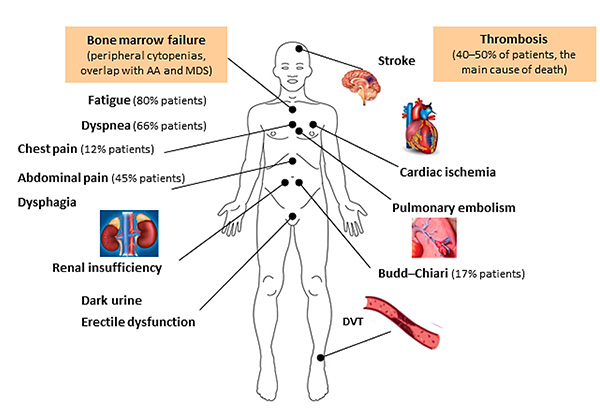 Bone marrow failure
(peripheral cytopenias,
overlap with AA and MDS)
Thrombosis
(40–50% of patients, the
main cause of death)
Stroke
Fatigue (80% patients)
Dyspnea (66% patients)
Chest pain (12% patients)
Cardiac ischemia
Abdominal pain (45% patients)
Dysphagia
Pulmonary embolism
Renal insufficiency
Budd–Chiari (17% patients)
Dark urine
Erectile dysfunction
DVT